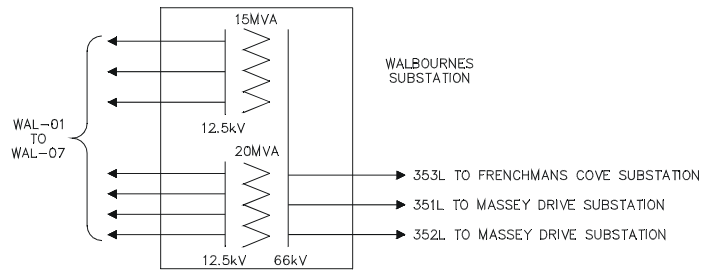 15MVA
WALBOURNES
SUBSTATION
WAL-01
TO
WAL-07
12.5kV
20MVA
353L TO FRENCHMANS COVE SUBSTATION
351L TO MASSEY DRIVE SUBSTATION
352L TO MASSEY DRIVE SUBSTATION
12.5kV
66kV